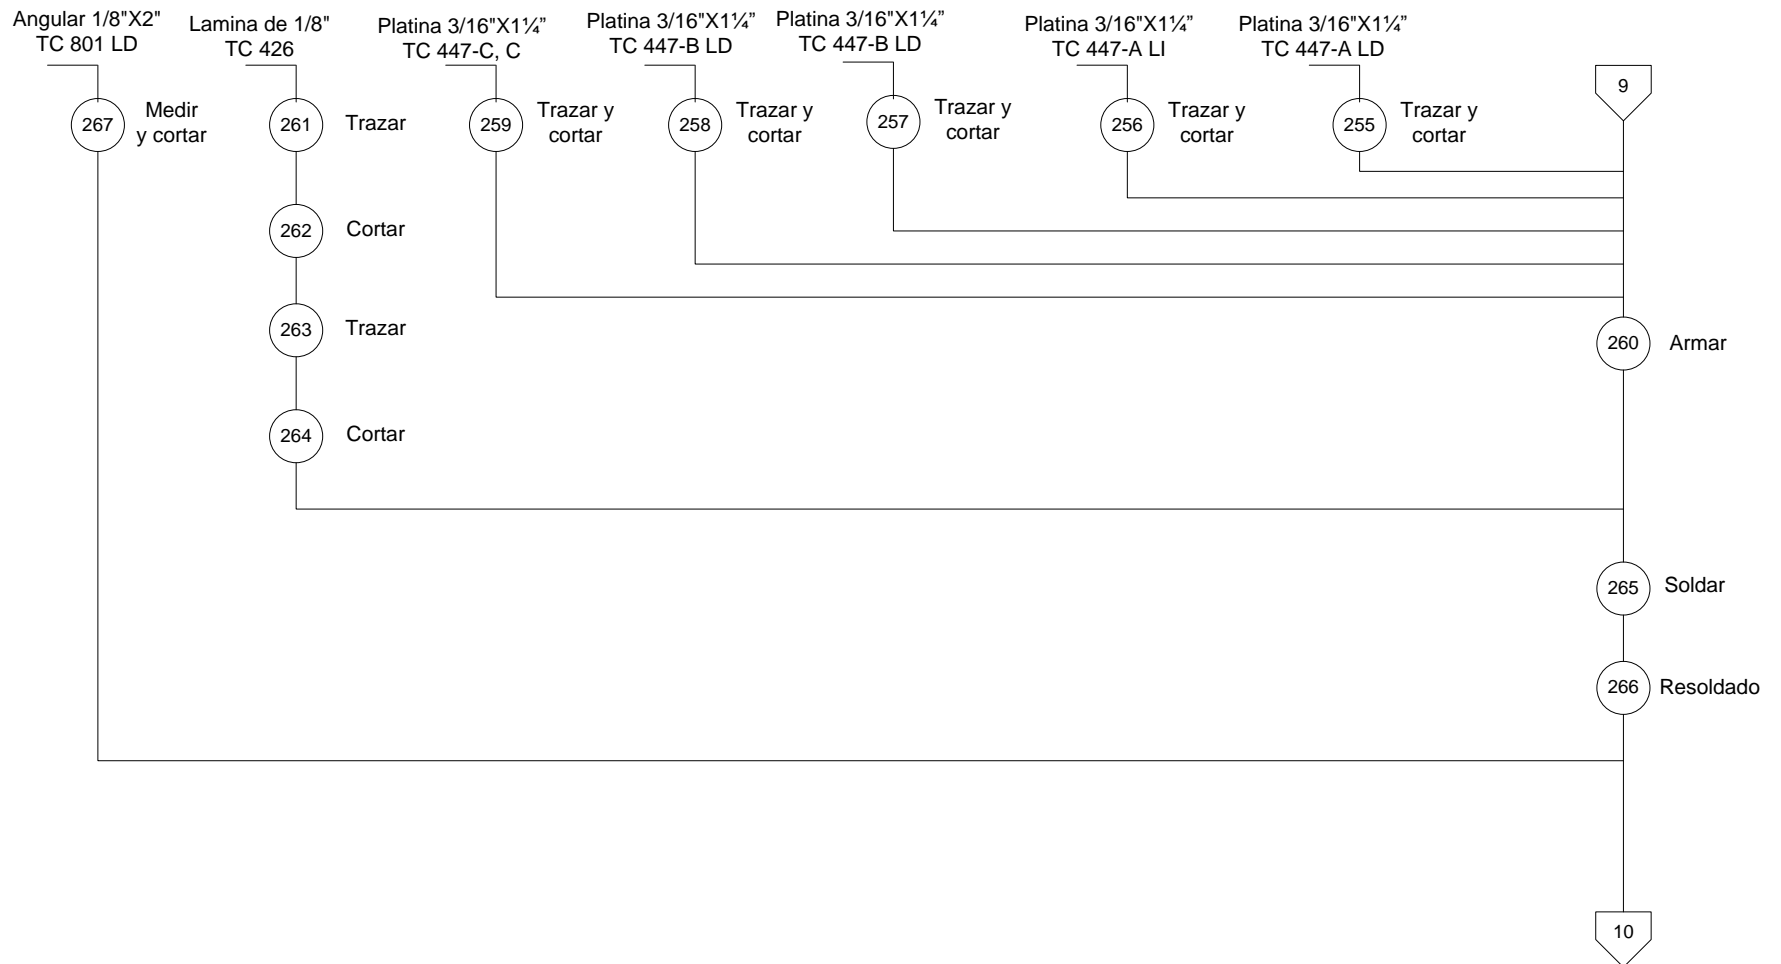 Angular 1/8"X2"
TC 801 LD
Lamina de 1/8"
TC 426
Platina 3/16"X1¼”
TC 447-C, C
Platina 3/16"X1¼”
TC 447-B LD
Platina 3/16"X1¼”
TC 447-B LD
Platina 3/16"X1¼”
TC 447-A LI
Platina 3/16"X1¼”
TC 447-A LD
9
267
Medir
y cortar
261
Trazar
259
Trazar y
cortar
258
Trazar y
cortar
257
Trazar y
cortar
256
Trazar y
cortar
255
Trazar y
cortar
262
Cortar
263
Trazar
260
Armar
264
Cortar
265
Soldar
266
Resoldado
10